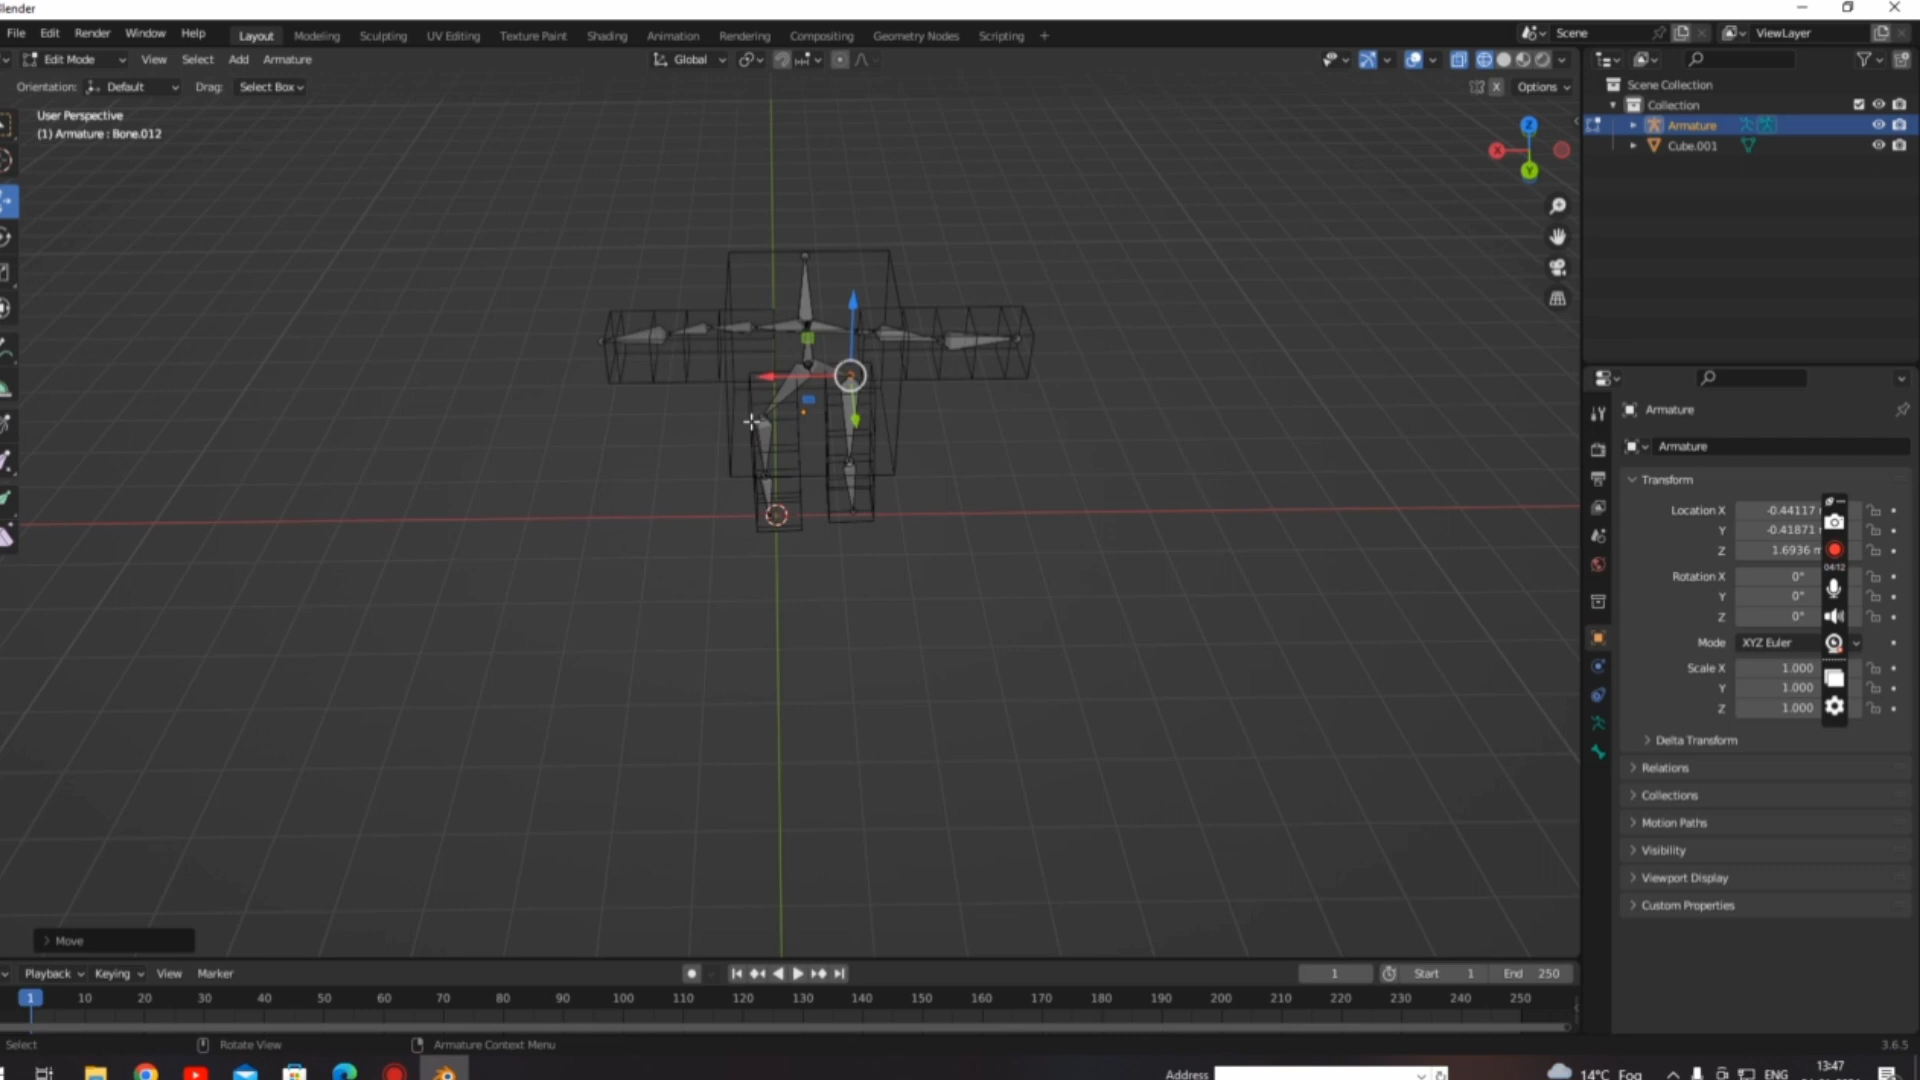 Blender
File Edit Render Window Help Layout Modeling Sculpting UV Editing Texture Paint Shading Animation Rendering Compositing Geometry Nodes Scripting + Scene ViewLayer
Edit Mode View Select Add Armature Global
Orientation: Default Drag: Select Box X Options
User Perspective
(1) Armature : Bone.012
Z
X
Y
Scene Collection
Collection
Armature
Cube.001
Armature
Armature
Transform
Location X -0.44117
Y -0.41871
Z 1.6936 m
04/12
Rotation X 0°
Y 0°
Z 0°
Mode XYZ Euler
Scale X 1.000
Y 1.000
Z 1.000
Delta Transform
Relations
Collections
Motion Paths
Visibility
Viewport Display
Custom Properties
Move
Playback Keying View Marker 1 Start 1 End 250
1 10 20 30 40 50 60 70 80 90 100 110 120 130 140 150 160 170 180 190 200 210 220 230 240 250
Select Rotate View Armature Context Menu 3.6.5
Address 14°C Fog ENG 13:47